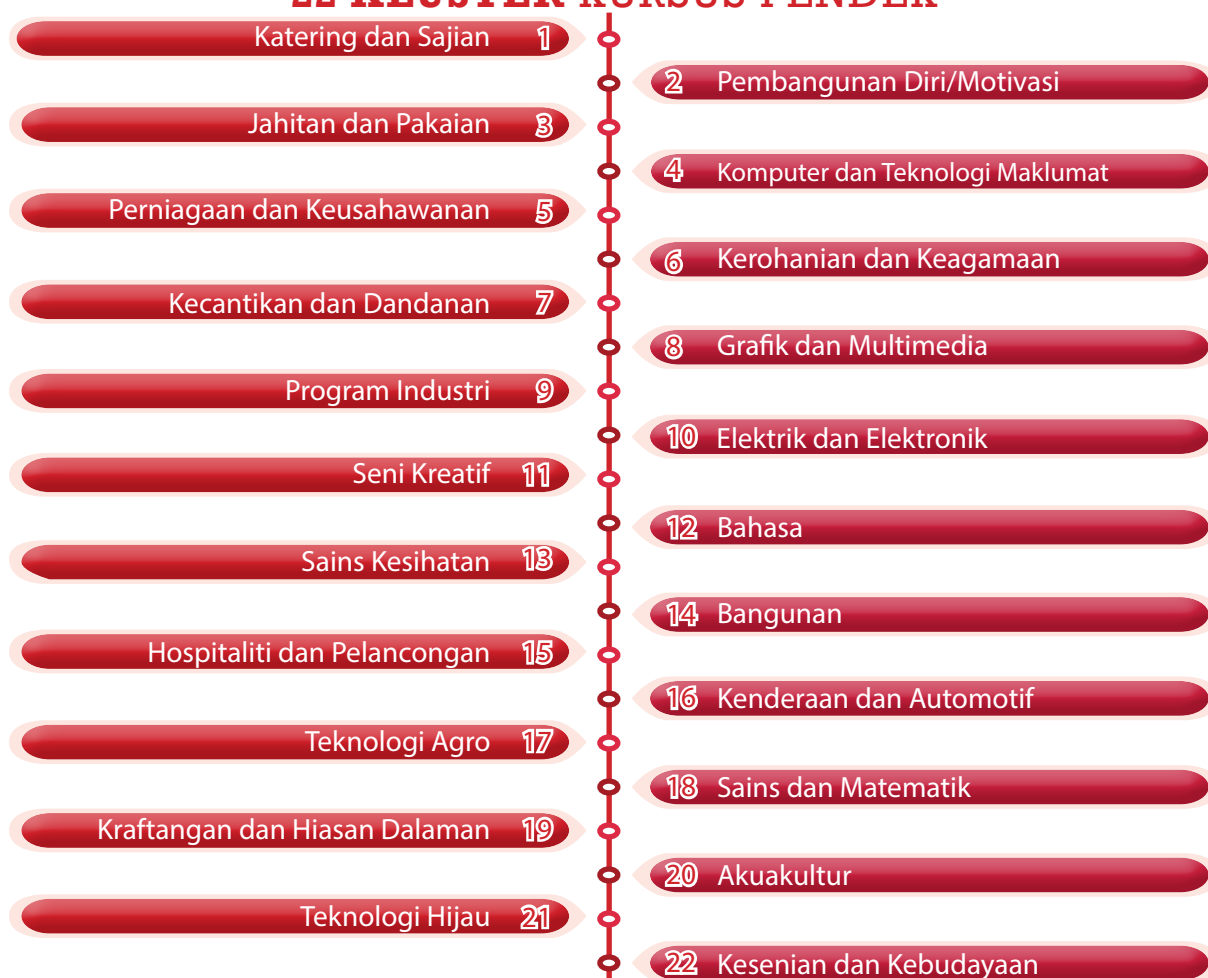 22 KLUSTER KURSUS PENDEK
Katering dan Sajian 1
2 Pembangunan Diri/Motivasi
Jahitan dan Pakaian 3
4 Komputer dan Teknologi Maklumat
Perniagaan dan Keusahawanan 5
6 Kerohanian dan Keagamaan
Kecantikan dan Dandanan 7
8 Grafik dan Multimedia
Program Industri 9
10 Elektrik dan Elektronik
Seni Kreatif 11
12 Bahasa
Sains Kesihatan 13
14 Bangunan
Hospitaliti dan Pelancongan 15
16 Kenderaan dan Automotif
Teknologi Agro 17
18 Sains dan Matematik
Kraftangan dan Hiasan Dalaman 19
20 Akuakultur
Teknologi Hijau 21
22 Kesenian dan Kebudayaan